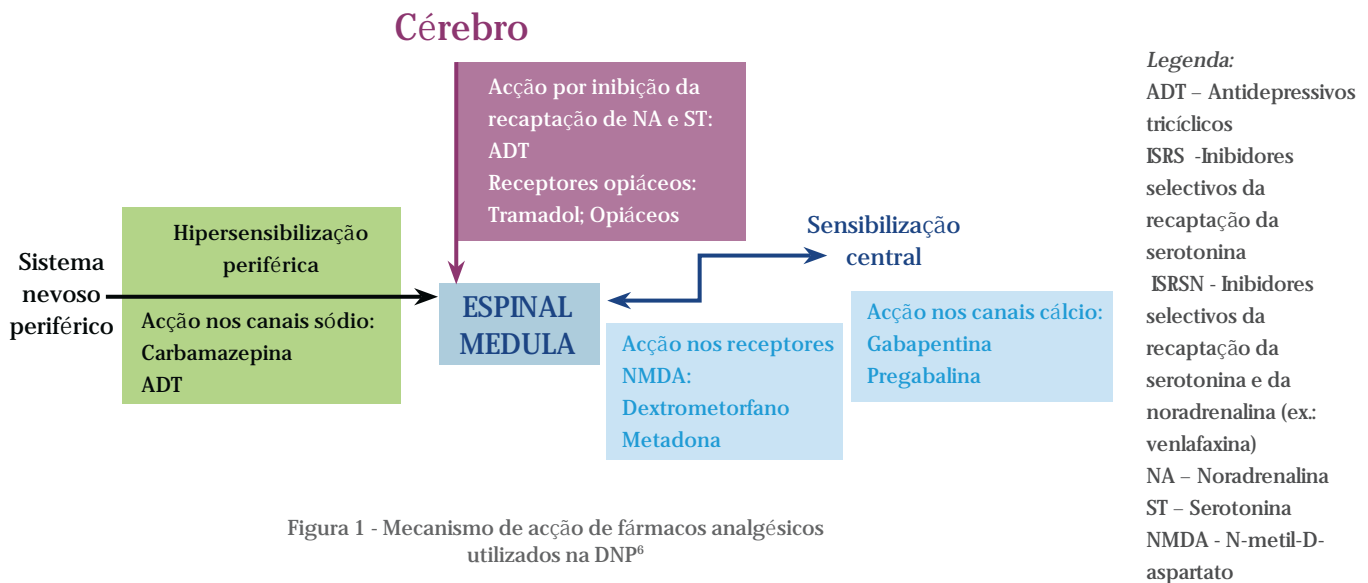 Cérebro
Acção por inibição da
recaptação de NA e ST:
ADT
Receptores opiáceos:
Tramadol; Opiáceos
Hipersensibilização
periférica
Sistema
nevoso
periférico
Acção nos canais sódio:
Carbamazepina
ADT
ESPINAL
MEDULA
Sensibilização
central
Acção nos receptores
NMDA:
Dextrometorfano
Metadona
Acção nos canais cálcio:
Gabapentina
Pregabalina
Legenda:
ADT – Antidepressivos
tricíclicos
ISRS -Inibidores
selectivos da
recaptação da
serotonina
ISRSN - Inibidores
selectivos da
recaptação da
serotonina e da
noradrenalina (ex.:
venlafaxina)
NA – Noradrenalina
ST – Serotonina
NMDA - N-metil-D-
aspartato
Figura 1 - Mecanismo de acção de fármacos analgésicos
utilizados na DNP⁶